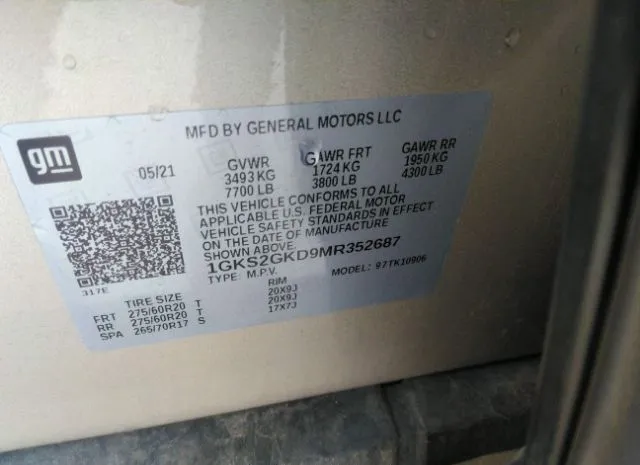 MFD BY GENERAL MOTORS LLC
gm
05/21 GVWR GAWR FRT GAWR RR
3493 KG 1724 KG 1950 KG
7700 LB 3800 LB 4300 LB
THIS VEHICLE CONFORMS TO ALL
APPLICABLE U.S. FEDERAL MOTOR
VEHICLE SAFETY STANDARDS IN EFFECT
ON THE DATE OF MANUFACTURE
SHOWN ABOVE.
1GKS2GKD9MR352687
TYPE: M.P.V. MODEL: 97TK10906
317E
TIRE SIZE RIM
FRT 275/60R20 T 20X9J
RR 275/60R20 T 20X9J
SPA 265/70R17 S 17X7J